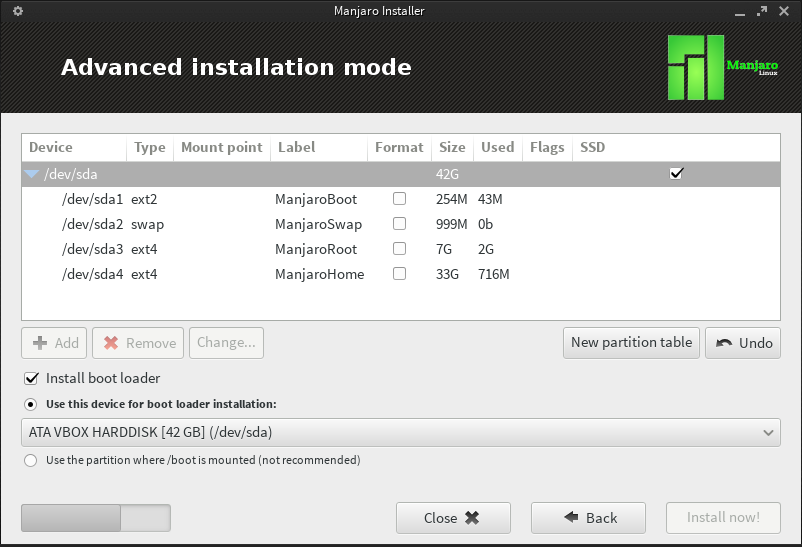 Manjaro Installer
Advanced installation mode
Manjaro
Linux
Device Type Mount point Label Format Size Used Flags SSD
/dev/sda 42G
/dev/sda1 ext2 ManjaroBoot 254M 43M
/dev/sda2 swap ManjaroSwap 999M 0b
/dev/sda3 ext4 ManjaroRoot 7G 2G
/dev/sda4 ext4 ManjaroHome 33G 716M
Add Remove Change... New partition table Undo
Install boot loader
Use this device for boot loader installation:
ATA VBOX HARDDISK [42 GB] (/dev/sda)
Use the partition where /boot is mounted (not recommended)
Close Back Install now!